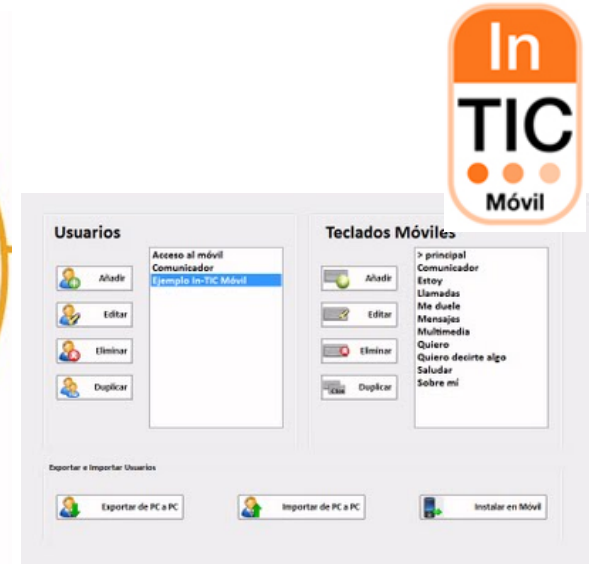 In
TIC
Móvil
Usuarios
Añadir
Editar
Eliminar
Duplicar
Acceso al móvil
Comunicador
Ejemplo In-TIC Móvil
Teclados Móviles
Añadir
Editar
Eliminar
Duplicar
> principal
Comunicador
Estoy
Llamadas
Me duele
Mensajes
Multimedia
Quiero
Quiero decirte algo
Saludar
Sobre mí
Exportar e Importar Usuarios
Exportar de PC a PC
Importar de PC a PC
Instalar en Móvil